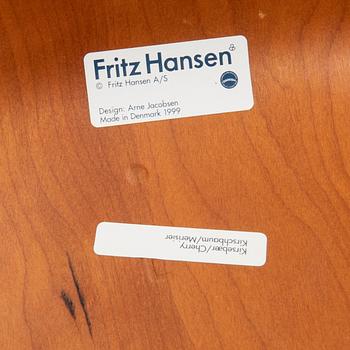 Fritz Hansen
© Fritz Hansen A/S
Design: Arne Jacobsen
Made in Denmark 1999
Kirsebær/Cherry
Kirschbaum/Merisier